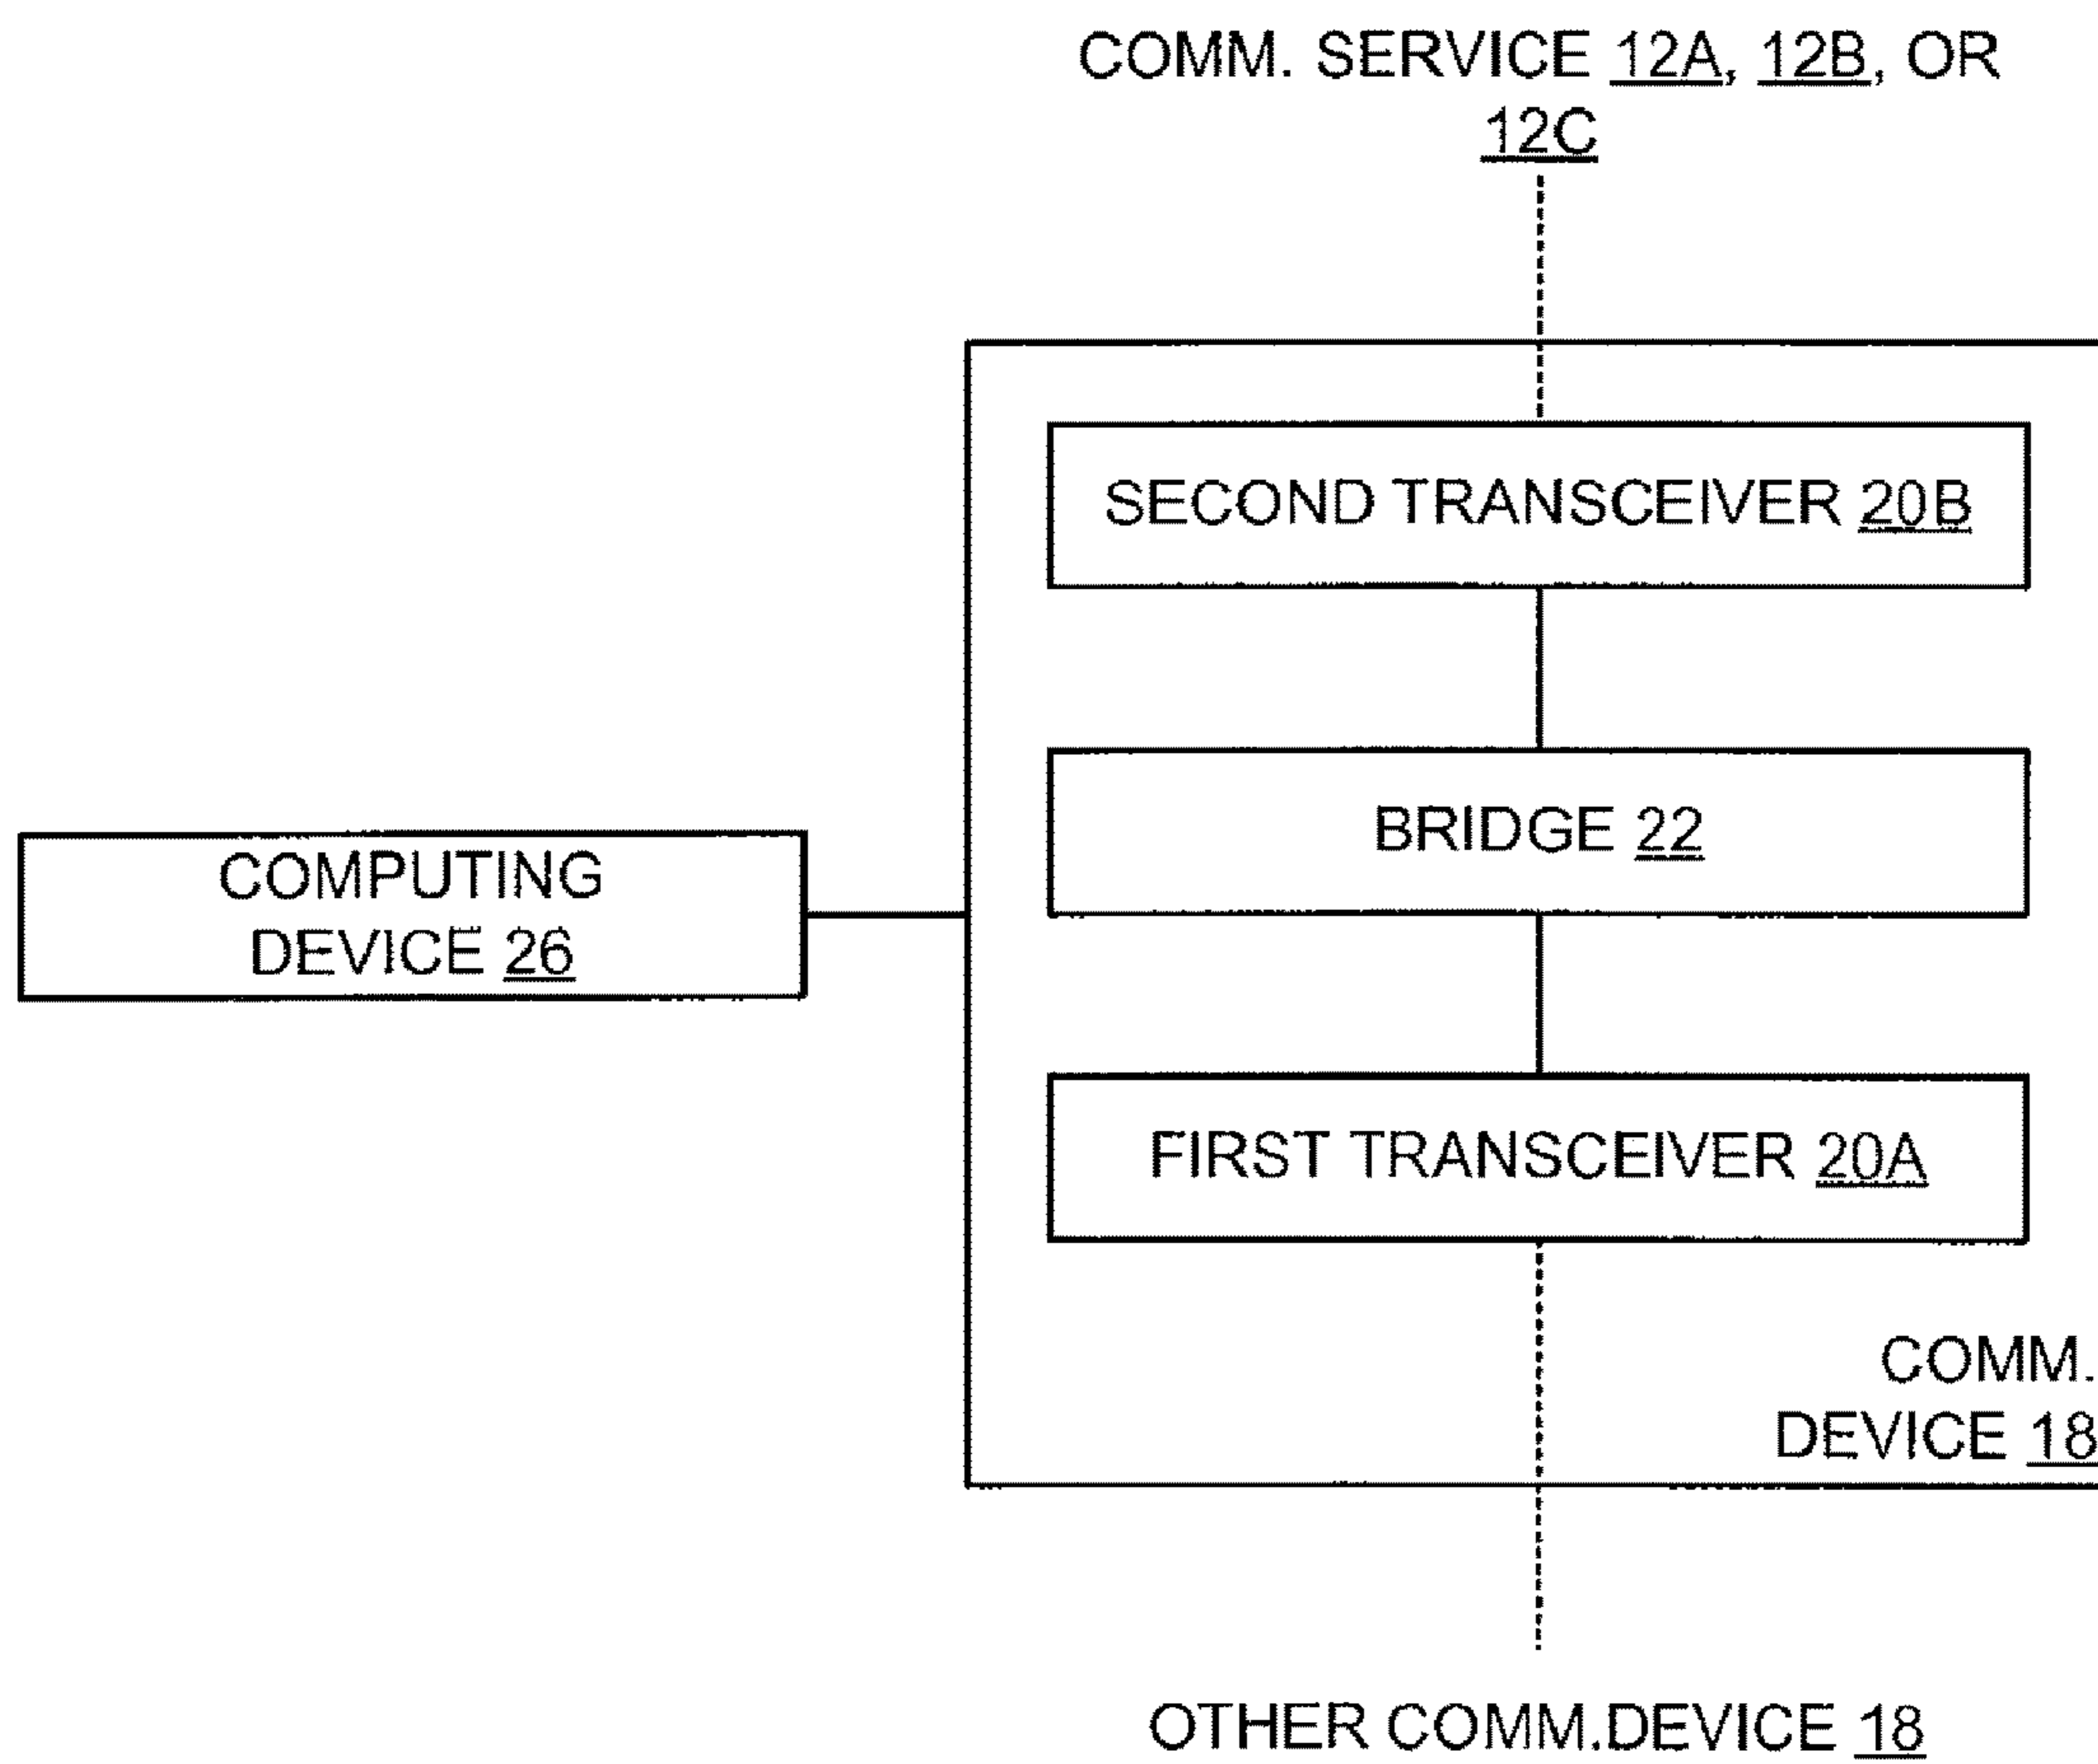 COMM. SERVICE 12A, 12B, OR
12C
SECOND TRANSCEIVER 20B
BRIDGE 22
COMPUTING
DEVICE 26
FIRST TRANSCEIVER 20A
COMM.
DEVICE 18
OTHER COMM.DEVICE 18